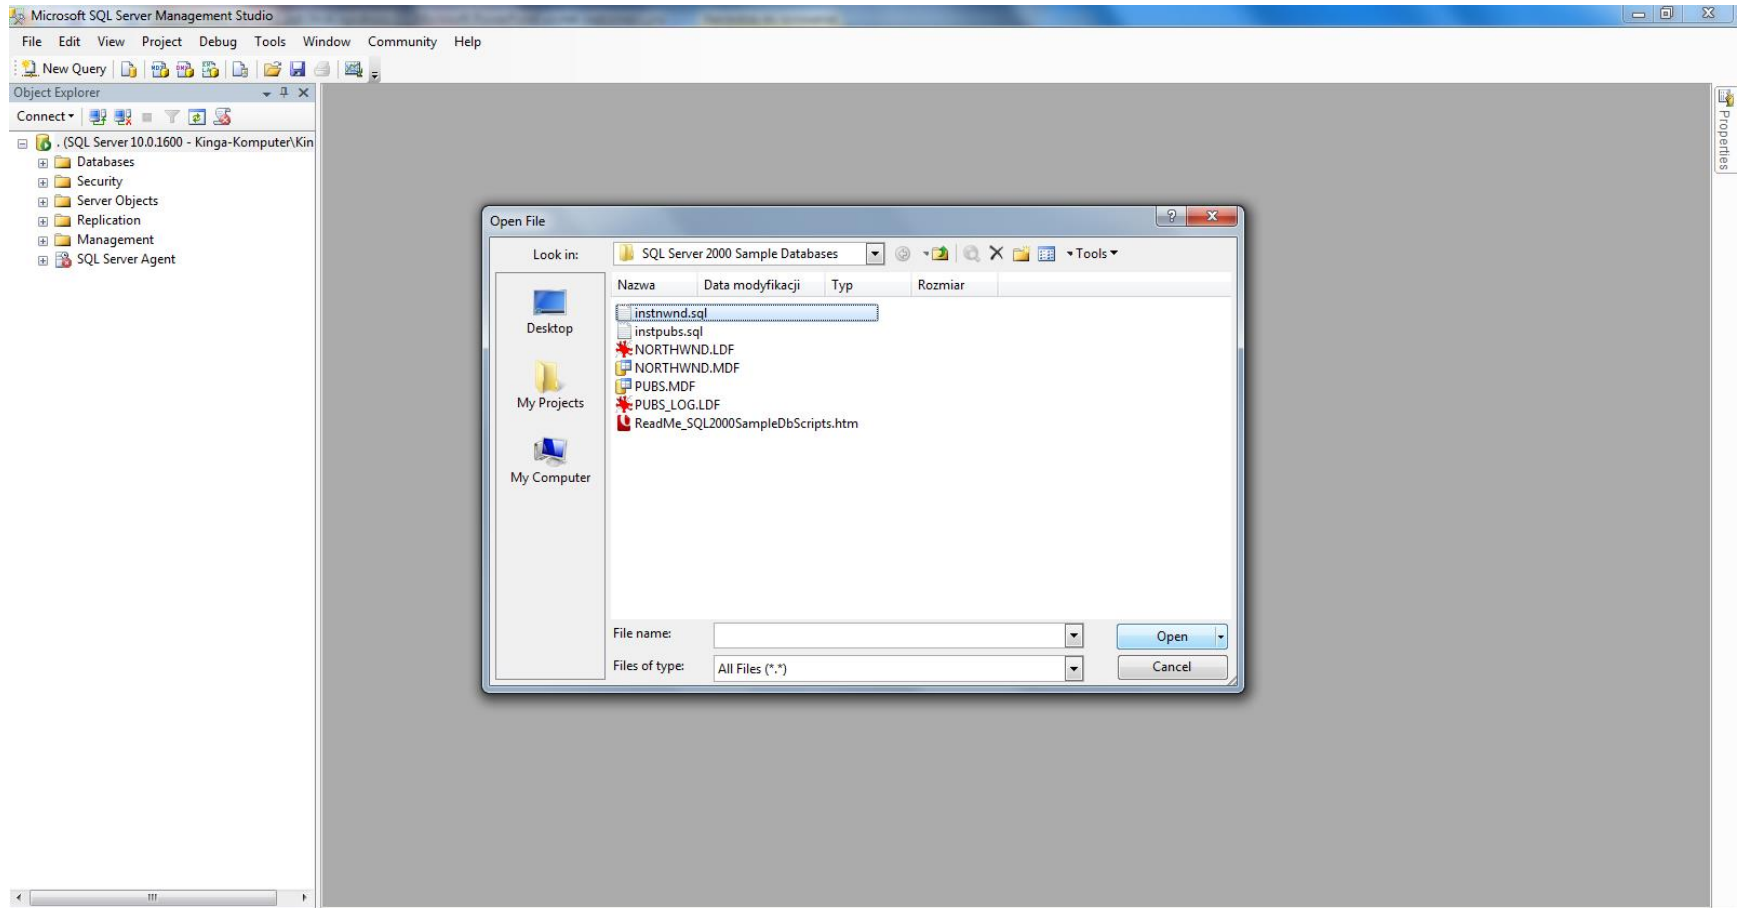 Microsoft SQL Server Management Studio
File Edit View Project Debug Tools Window Community Help
New Query
Object Explorer
Connect
. (SQL Server 10.0.1600 - Kinga-Komputer\Kin
Databases
Security
Server Objects
Replication
Management
SQL Server Agent
Properties
Open File
Look in: SQL Server 2000 Sample Databases Tools
Nazwa Data modyfikacji Typ Rozmiar
Desktop
My Projects
My Computer
instnwnd.sql
instpubs.sql
NORTHWND.LDF
NORTHWND.MDF
PUBS.MDF
PUBS_LOG.LDF
ReadMe_SQL2000SampleDbScripts.htm
File name: Open
Files of type: All Files (*.*) Cancel